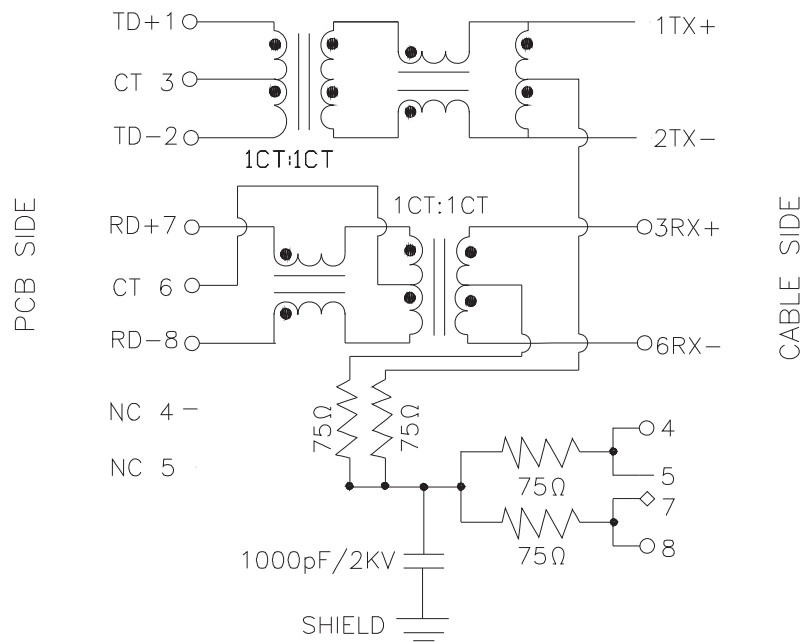 TD+1
1TX+
CT 3
TD-2
2TX-
1CT:1CT
1CT:1CT
PCB SIDE
CABLE SIDE
RD+7
3RX+
CT 6
RD-8
6RX-
NC 4
75Ω
75Ω
4
NC 5
5
75Ω
7
75Ω
8
1000pF/2KV
SHIELD